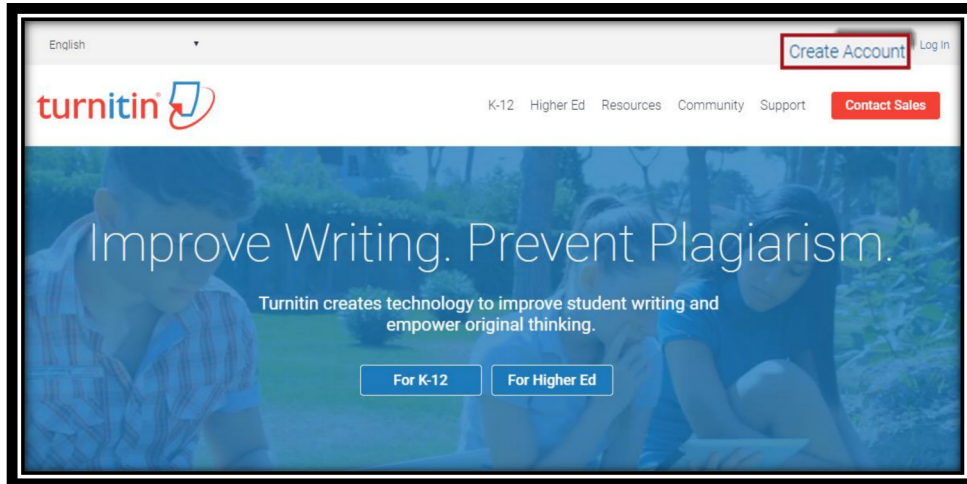 English
Create Account
Log In
turnitin
K-12 Higher Ed Resources Community Support Contact Sales
Improve Writing. Prevent Plagiarism.
Turnitin creates technology to improve student writing and
empower original thinking.
For K-12 For Higher Ed